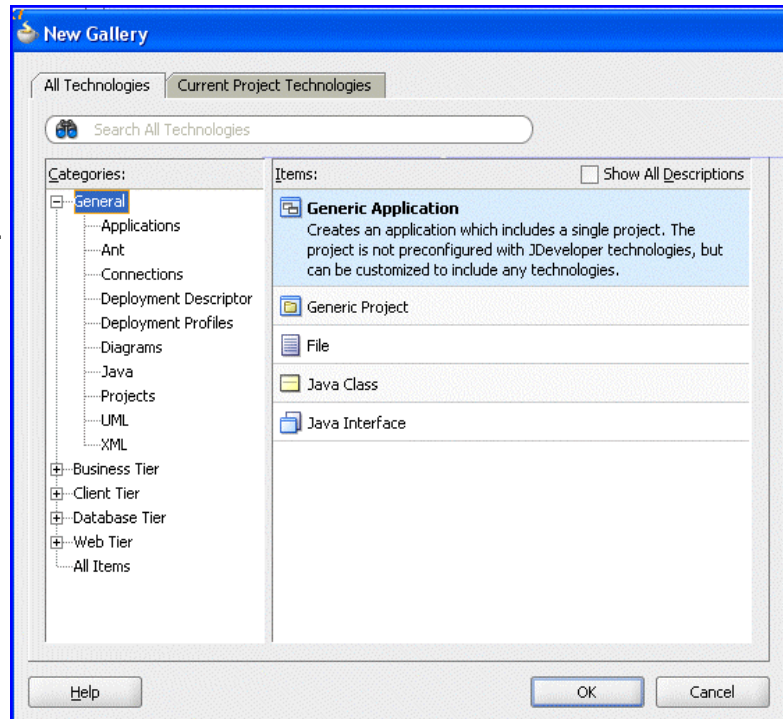 New Gallery
All Technologies
Current Project Technologies
Search All Technologies
Categories:
General
Applications
Ant
Connections
Deployment Descriptor
Deployment Profiles
Diagrams
Java
Projects
UML
XML
Business Tier
Client Tier
Database Tier
Web Tier
All Items
Items:
Show All Descriptions
Generic Application
Creates an application which includes a single project. The
project is not preconfigured with JDeveloper technologies, but
can be customized to include any technologies.
Generic Project
File
Java Class
Java Interface
Help
OK
Cancel